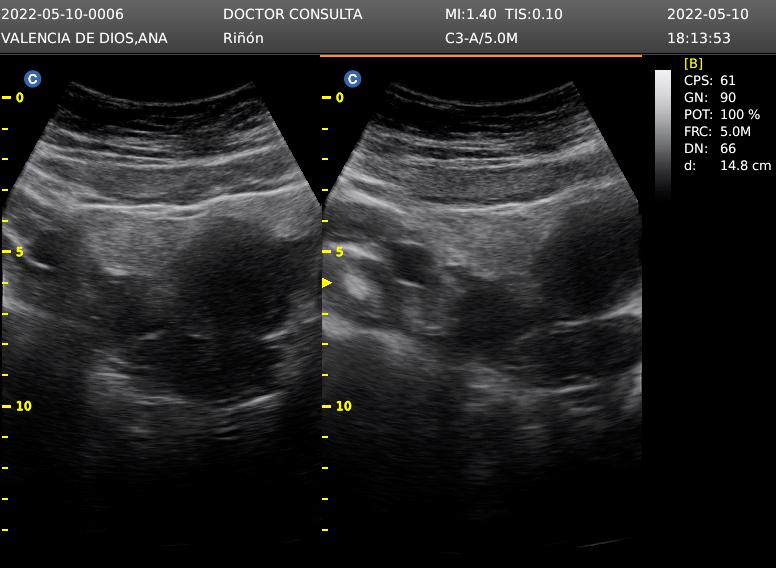 2022-05-10-0006 DOCTOR CONSULTA MI:1.40 TIS:0.10 2022-05-10
VALENCIA DE DIOS,ANA Riñón C3-A/5.0M 18:13:53
[B]
CPS: 61
GN: 90
POT: 100 %
FRC: 5.0M
DN: 66
d: 14.8 cm
C C
0 0
5 5
10 10